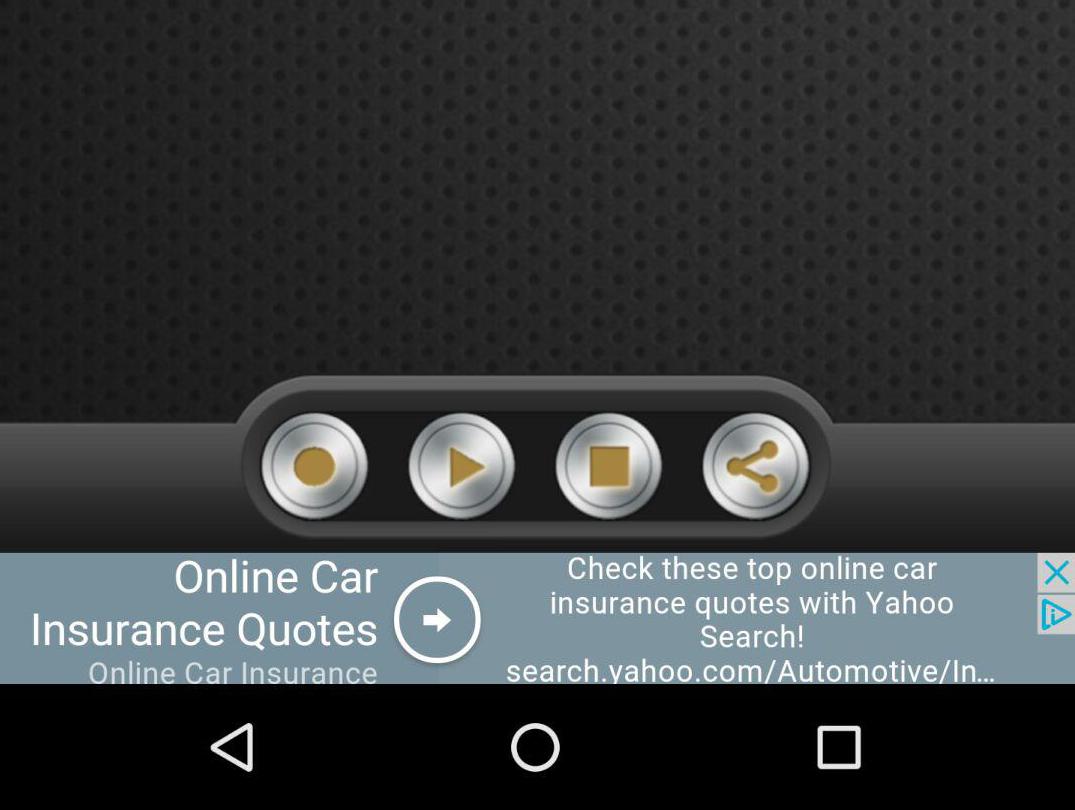 Online Car
Insurance Quotes
Online Car Insurance
Check these top online car
insurance quotes with Yahoo
Search!
search.yahoo.com/Automotive/In...